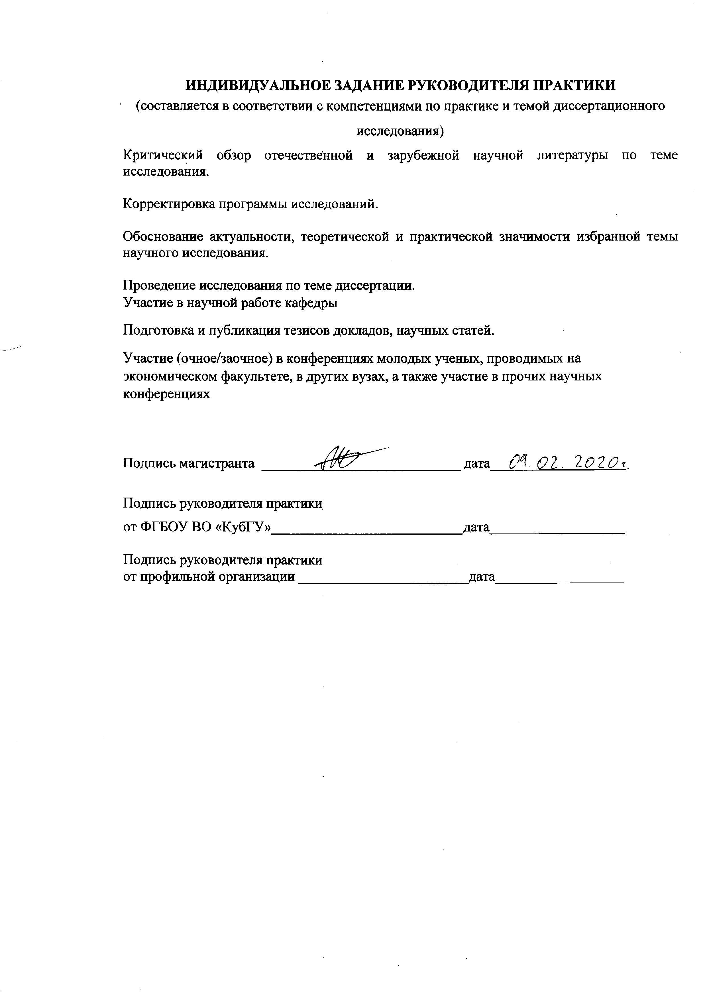 ИНДИВИДУАЛЬНОЕ ЗАДАНИЕ РУКОВОДИТЕЛЯ ПРАКТИКИ
(составляется в соответствии с компетенциями по практике и темой диссертационного
исследования)
Критический обзор отечественной и зарубежной научной литературы по теме
исследования.
Корректировка программы исследований.
Обоснование актуальности, теоретической и практической значимости избранной темы
научного исследования.
Проведение исследования по теме диссертации.
Участие в научной работе кафедры
Подготовка и публикация тезисов докладов, научных статей.
Участие (очное/заочное) в конференциях молодых ученых, проводимых на
экономическом факультете, в других вузах, а также участие в прочих научных
конференциях
Подпись магистранта дата 09.02.2020г.
Подпись руководителя практики
от ФГБОУ ВО «КубГУ» дата
Подпись руководителя практики
от профильной организации дата